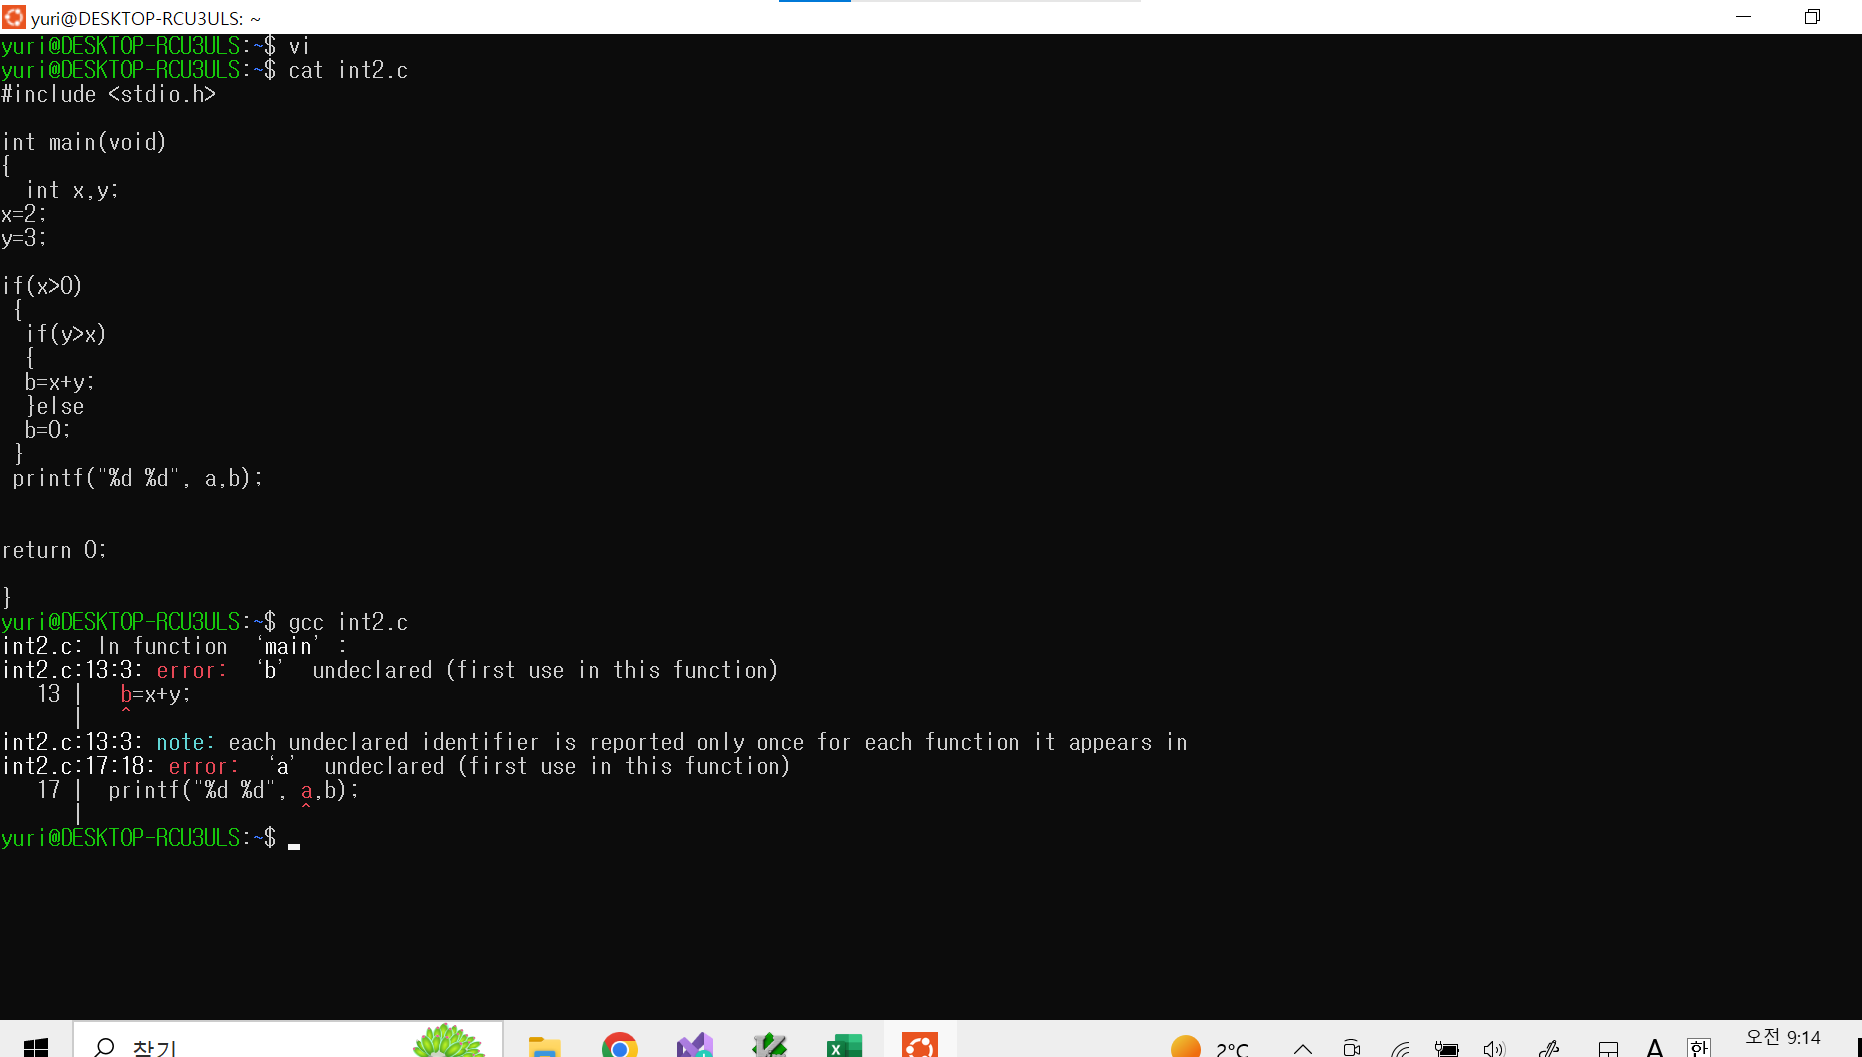 yuri@DESKTOP-RCU3ULS: ~
yuri@DESKTOP-RCU3ULS:~$ vi
yuri@DESKTOP-RCU3ULS:~$ cat int2.c
#include <stdio.h>
int main(void)
{
int x,y;
x=2;
y=3;
if(x>0)
{
if(y>x)
{
b=x+y;
}else
b=0;
}
printf("%d %d", a,b);
return 0;
}
yuri@DESKTOP-RCU3ULS:~$ gcc int2.c
int2.c: In function ‘main’ :
int2.c:13:3: error: ‘b’ undeclared (first use in this function)
13 | b=x+y;
| ^
int2.c:13:3: note: each undeclared identifier is reported only once for each function it appears in
int2.c:17:18: error: ‘a’ undeclared (first use in this function)
17 | printf("%d %d", a,b);
| ^
yuri@DESKTOP-RCU3ULS:~$
찾기
2°C
A
한
오전 9:14